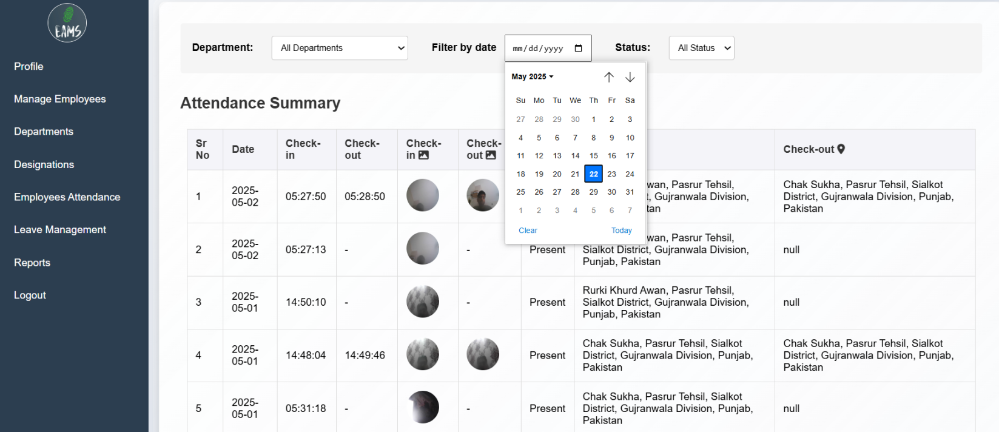 EAMS
Profile
Manage Employees
Departments
Designations
Employees Attendance
Leave Management
Reports
Logout
Department: All Departments Filter by date mm/dd/yyyy Status: All Status
May 2025
Su Mo Tu We Th Fr Sa
27 28 29 30 1 2 3
4 5 6 7 8 9 10
11 12 13 14 15 16 17
18 19 20 21 22 23 24
25 26 27 28 29 30 31
1 2 3 4 5 6 7
Clear Today
Attendance Summary
Sr
No
Date
Check-
in
Check-
out
Check-
in
Check-
out
Check-out
1
2025-
05-02
05:27:50
05:28:50
wan, Pasrur Tehsil,
t, Gujranwala Division,
tan
Chak Sukha, Pasrur Tehsil, Sialkot
District, Gujranwala Division, Punjab,
Pakistan
2
2025-
05-02
05:27:13
-
-
Present
wan, Pasrur Tehsil,
Sialkot District, Gujranwala Division,
Punjab, Pakistan
null
3
2025-
05-01
14:50:10
-
-
Present
Rurki Khurd Awan, Pasrur Tehsil,
Sialkot District, Gujranwala Division,
Punjab, Pakistan
null
4
2025-
05-01
14:48:04
14:49:46
Present
Chak Sukha, Pasrur Tehsil, Sialkot
District, Gujranwala Division, Punjab,
Pakistan
Chak Sukha, Pasrur Tehsil, Sialkot
District, Gujranwala Division, Punjab,
Pakistan
5
2025-
05-01
05:31:18
-
-
Present
Chak Sukha, Pasrur Tehsil, Sialkot
District, Gujranwala Division, Punjab,
Pakistan
null